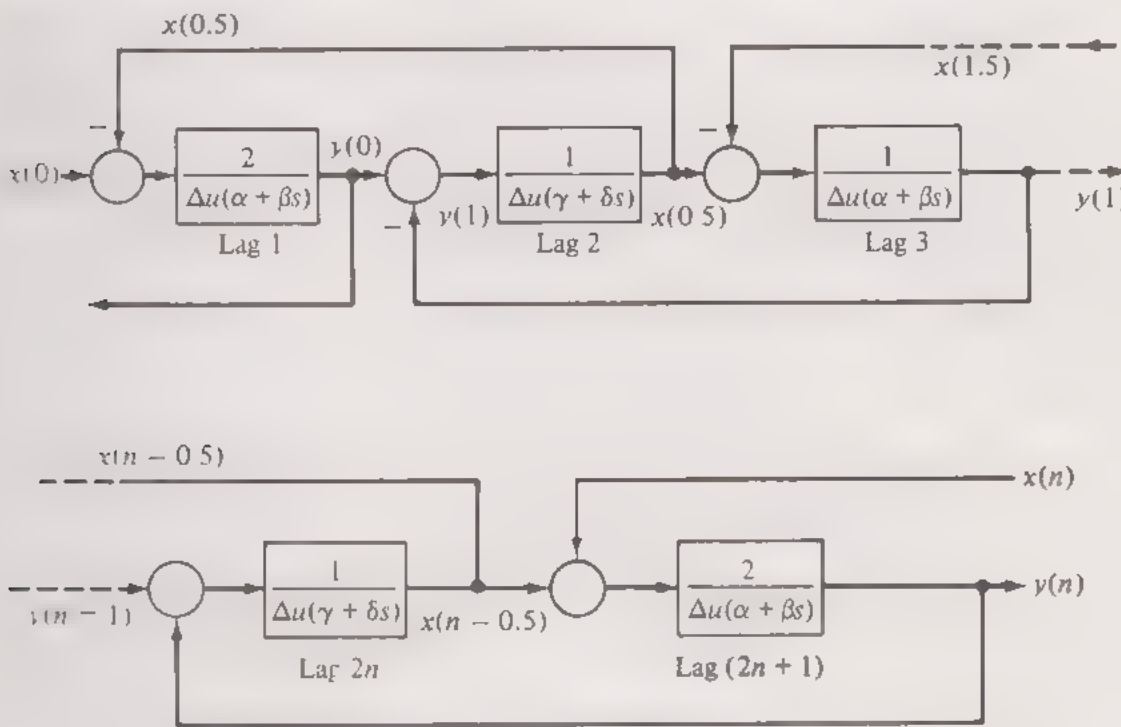 x(0.5)
x(1.5)
x(0)
2
Δu(α + βs)
Lag 1
y(0)
y(1)
1
Δu(γ + δs)
Lag 2
x(0 5)
1
Δu(α + βs)
Lag 3
y(1)
x(n − 0 5)
x(n)
y(n − 1)
1
Δu(γ + δs)
Lag 2n
x(n − 0.5)
2
Δu(α + βs)
Lag (2n + 1)
y(n)